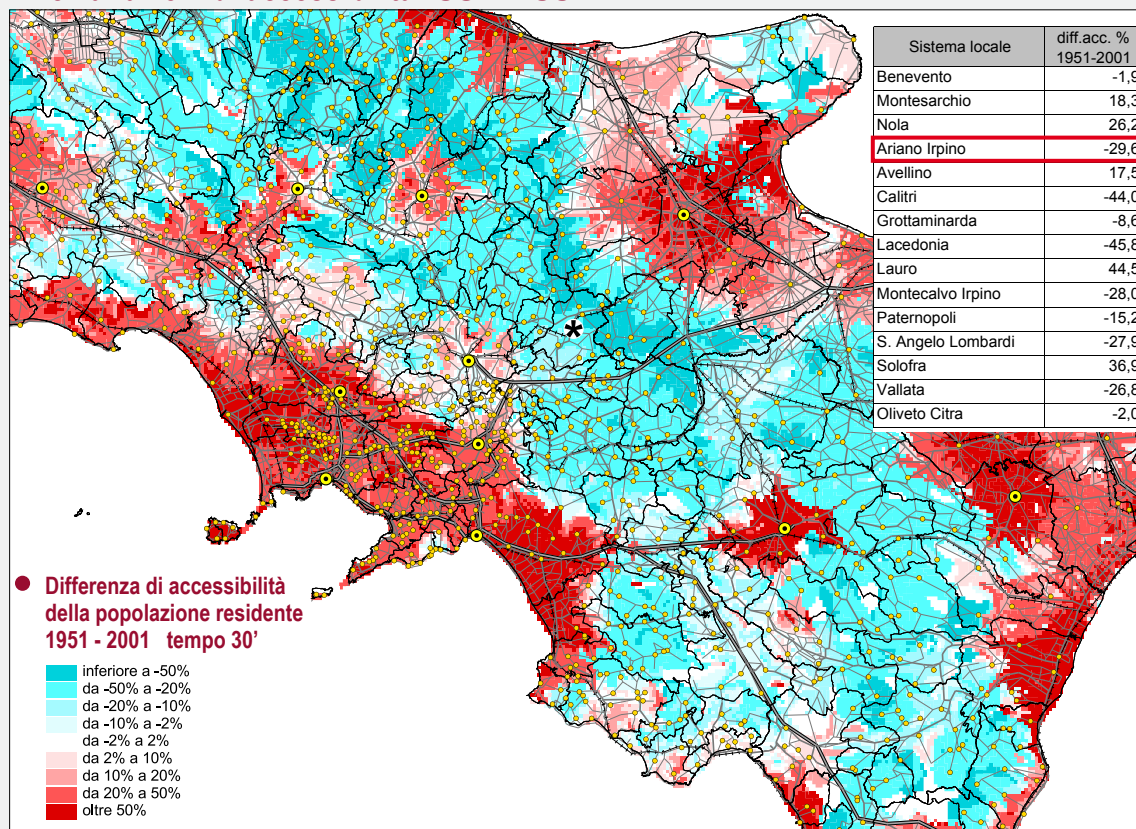 Sistema locale
diff.acc. %
1951-2001
Benevento -1,9
Montesarchio 18,3
Nola 26,2
Ariano Irpino -29,6
Avellino 17,5
Calitri -44,0
Grottaminarda -8,6
Lacedonia -45,8
Lauro 44,5
Montecalvo Irpino -28,0
Paternopoli -15,2
S. Angelo Lombardi -27,9
Solofra 36,9
Vallata -26,8
Oliveto Citra -2,0
*
Differenza di accessibilità
della popolazione residente
1951 - 2001 tempo 30'
inferiore a -50%
da -50% a -20%
da -20% a -10%
da -10% a -2%
da -2% a 2%
da 2% a 10%
da 10% a 20%
da 20% a 50%
oltre 50%